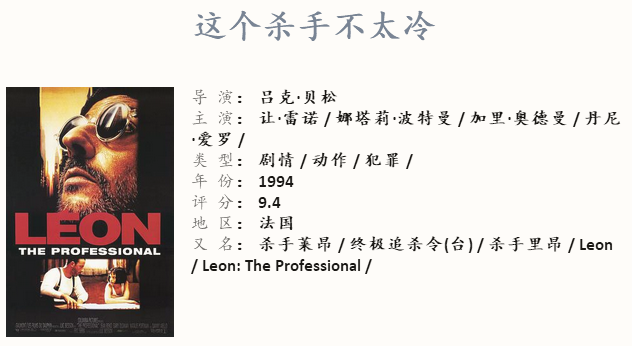 这个杀手不太冷
导 演： 吕克·贝松
主 演： 让·雷诺 / 娜塔莉·波特曼 / 加里·奥德曼 / 丹尼
·爱罗 /
类 型： 剧情 / 动作 / 犯罪 /
年 份： 1994
评 分： 9.4
地 区： 法国
又 名： 杀手莱昂 / 终极追杀令(台) / 杀手里昂 / Leon
/ Leon: The Professional /
LEON
THE PROFESSIONAL